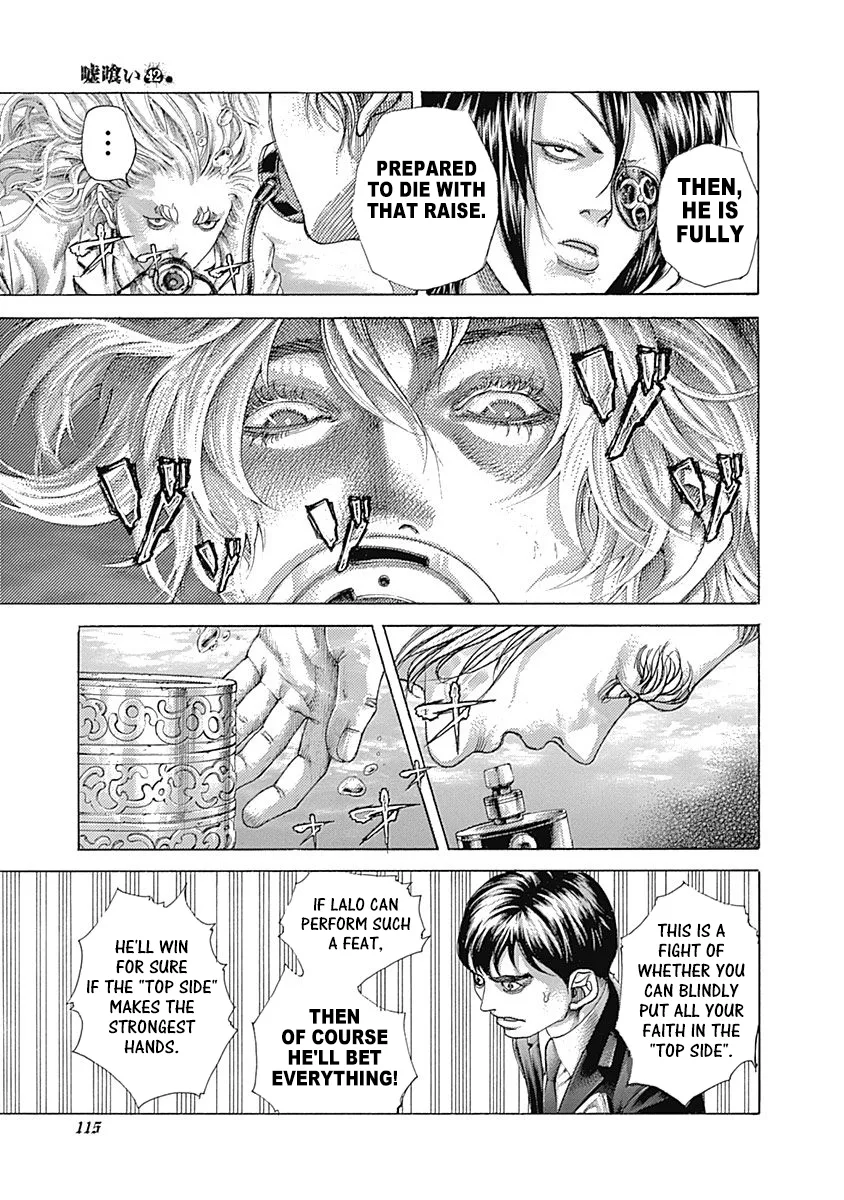 嘘喰い
THEN,
HE IS
FULLY
PREPARED
TO DIE WITH
THAT RAISE.
...
THIS IS A
FIGHT OF
WHETHER YOU
CAN BLINDLY
PUT ALL YOUR
FAITH IN THE
"TOP SIDE".
IF LALO CAN
PERFORM SUCH
A FEAT,
THEN
OF COURSE
HE'LL BET
EVERYTHING!
HE'LL WIN
FOR SURE
IF THE "TOP SIDE"
MAKES THE
STRONGEST
HANDS.
115